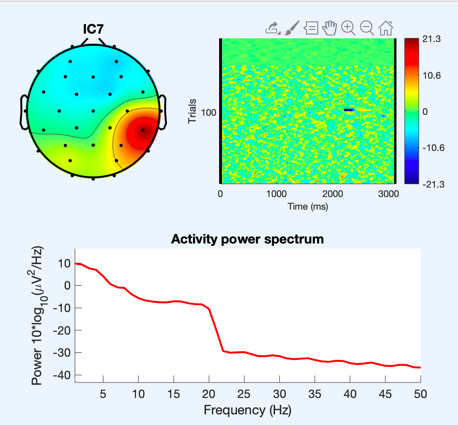 IC7
21.3
10.6
0
-10.6
-21.3
Trials
100
0 1000 2000 3000
Time (ms)
Activity power spectrum
Power 10*log10(μV2/Hz)
10
0
-10
-20
-30
-40
5 10 15 20 25 30 35 40 45 50
Frequency (Hz)